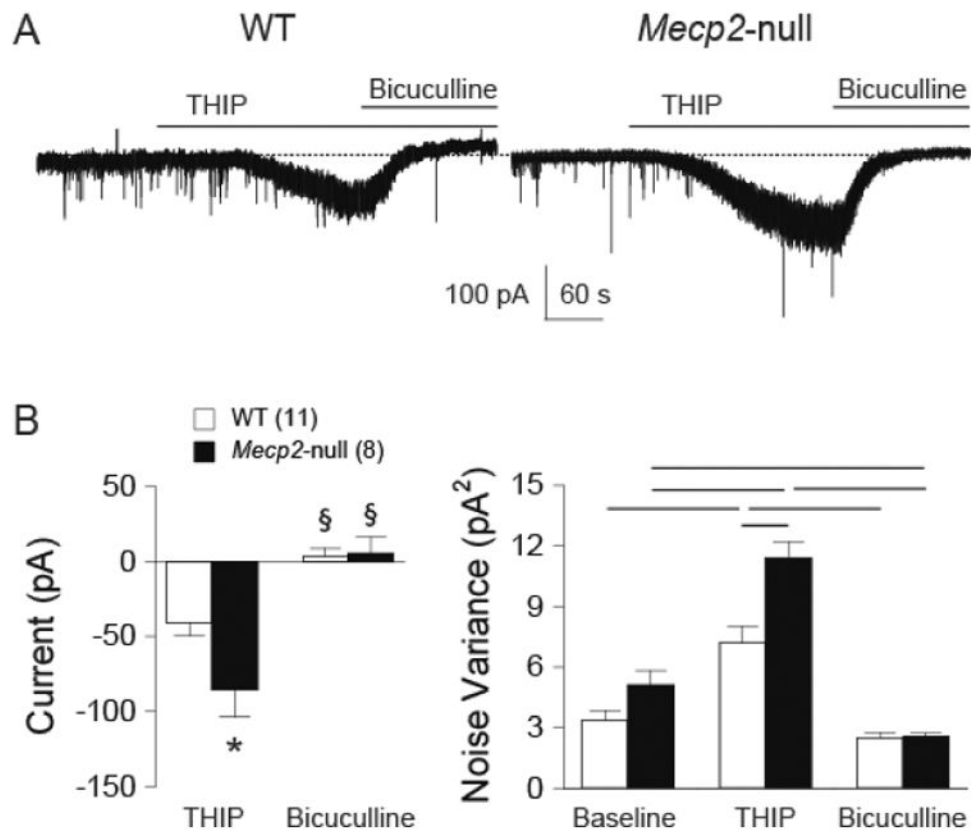 A
WT
Mecp2-null
Bicuculline
THIP
Bicuculline
THIP
100 pA
60 s
B
WT (11)
Mecp2-null (8)
Current (pA)
50
0
-50
-100
-150
§
§
*
THIP
Bicuculline
Noise Variance (pA²)
15
12
9
6
3
0
Baseline
THIP
Bicuculline